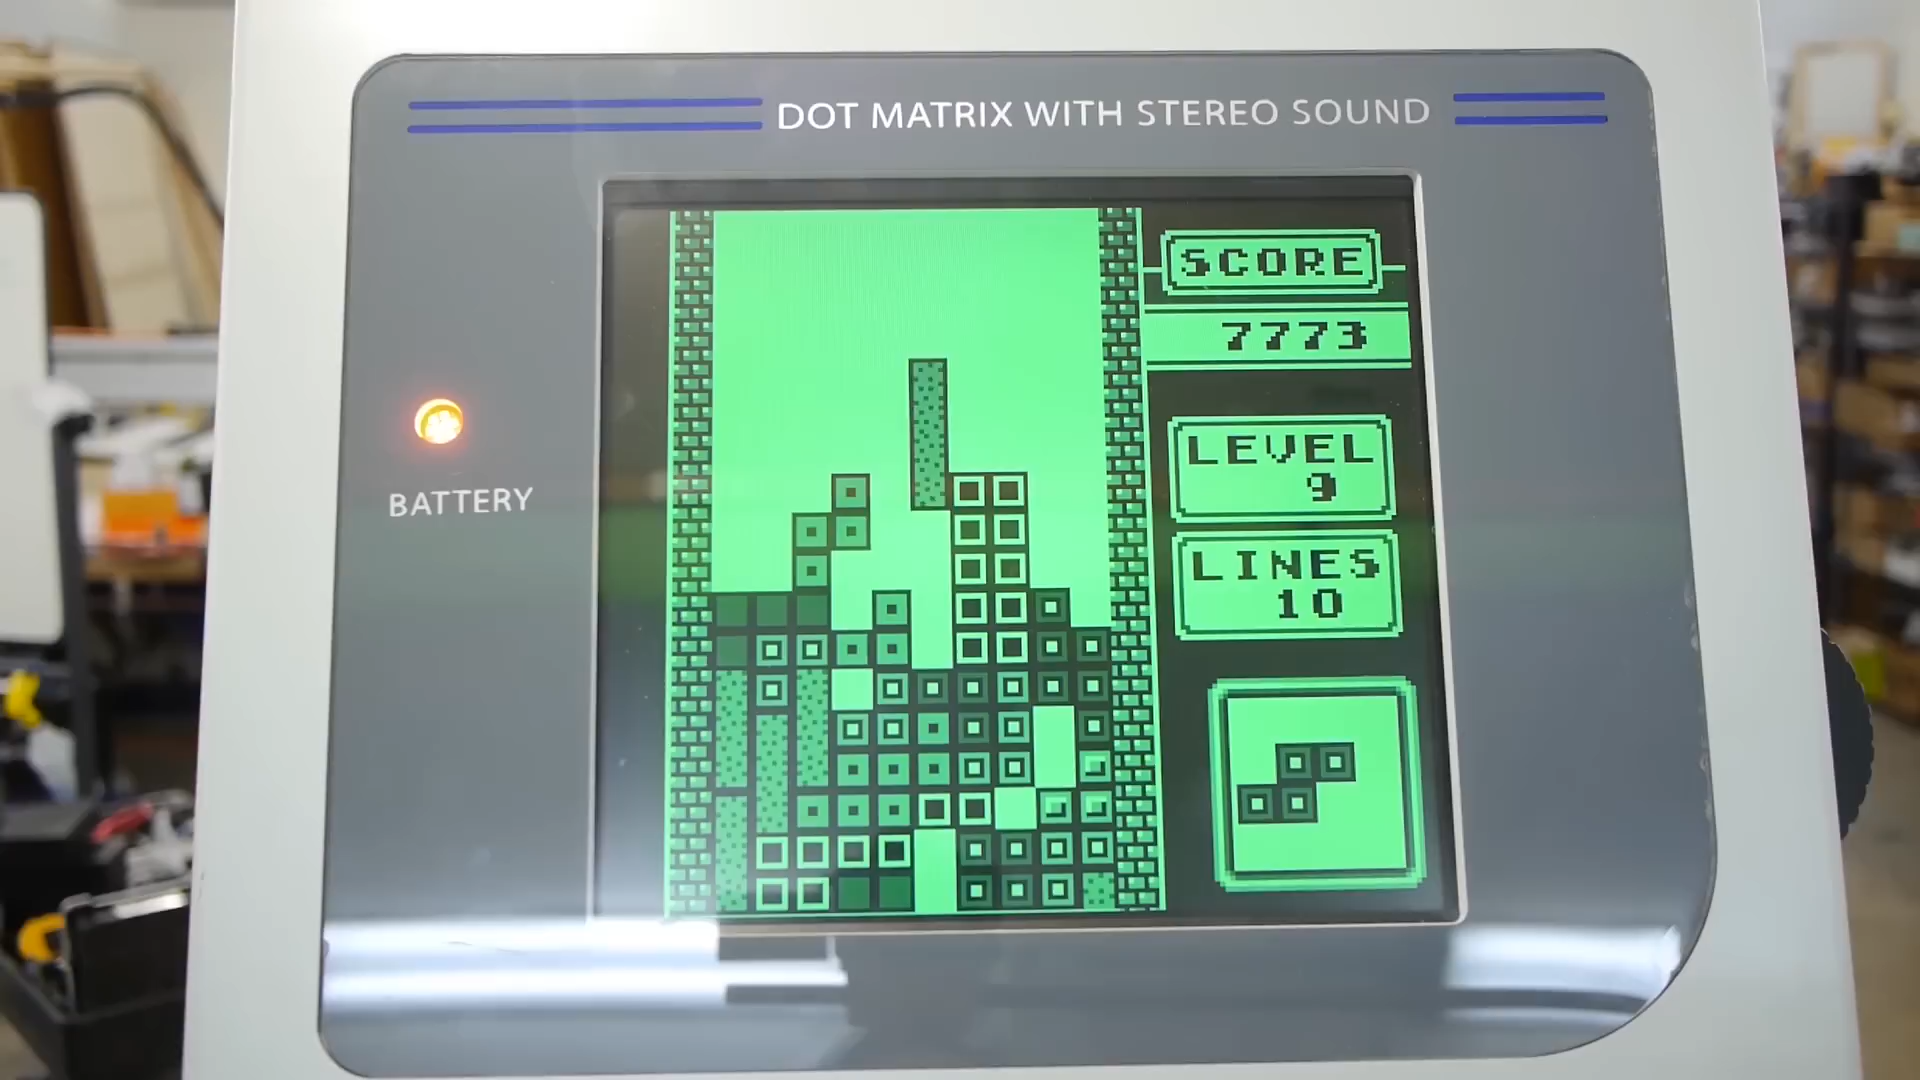 DOT MATRIX WITH STEREO SOUND
SCORE
7773
LEVEL
9
BATTERY
LINES
10